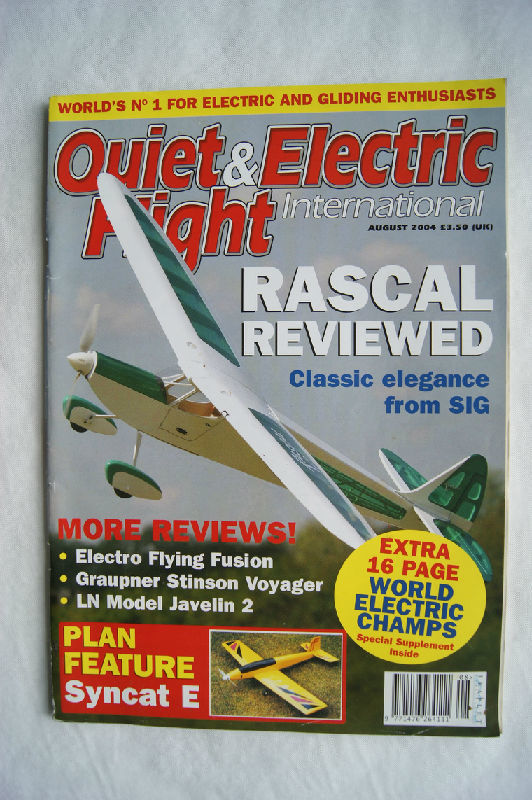 WORLD'S Nº 1 FOR ELECTRIC AND GLIDING ENTHUSIASTS
Quiet & Electric
Flight International
AUGUST 2004 £3.50 (UK)
RASCAL
REVIEWED
Classic elegance
from SIG
MORE REVIEWS!
• Electro Flying Fusion
• Graupner Stinson Voyager
• LN Model Javelin 2
EXTRA
16 PAGE
WORLD
ELECTRIC
CHAMPS
Special Supplement
Inside
PLAN
FEATURE
Syncat E
08